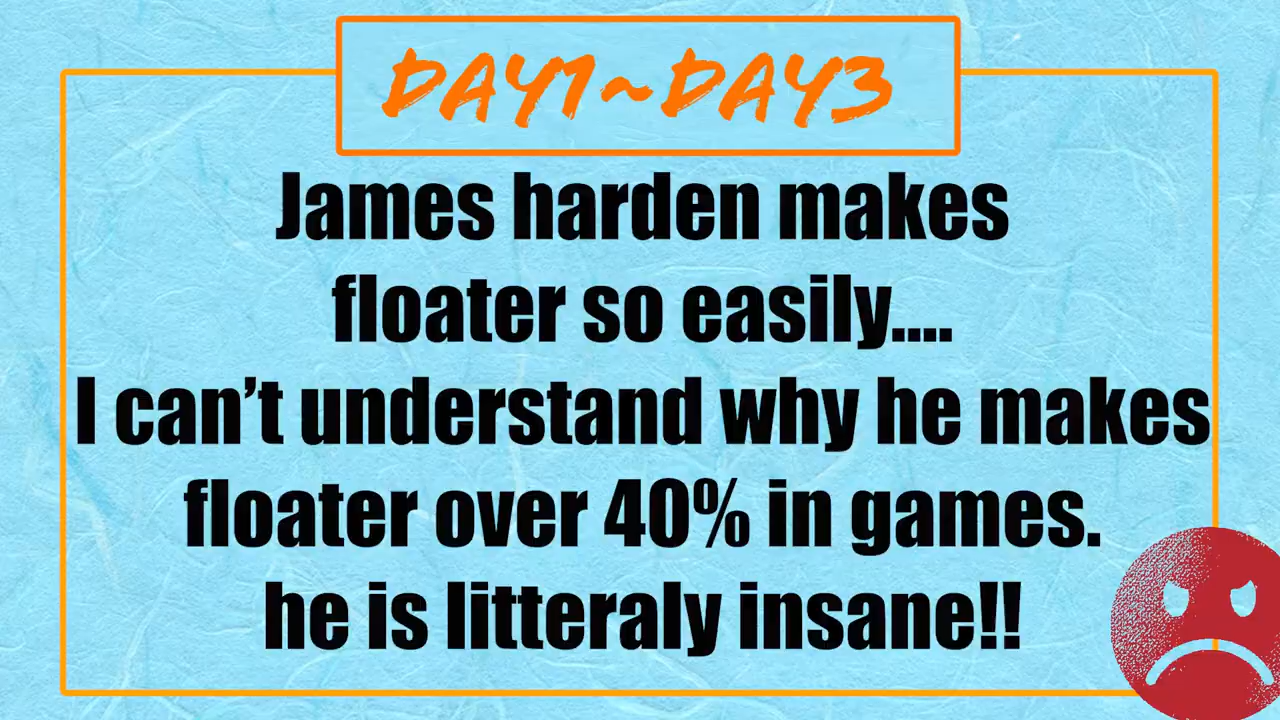 DAY1~DAY3
James harden makes
floater so easily....
I can't understand why he makes
floater over 40% in games.
he is litteraly insane!!